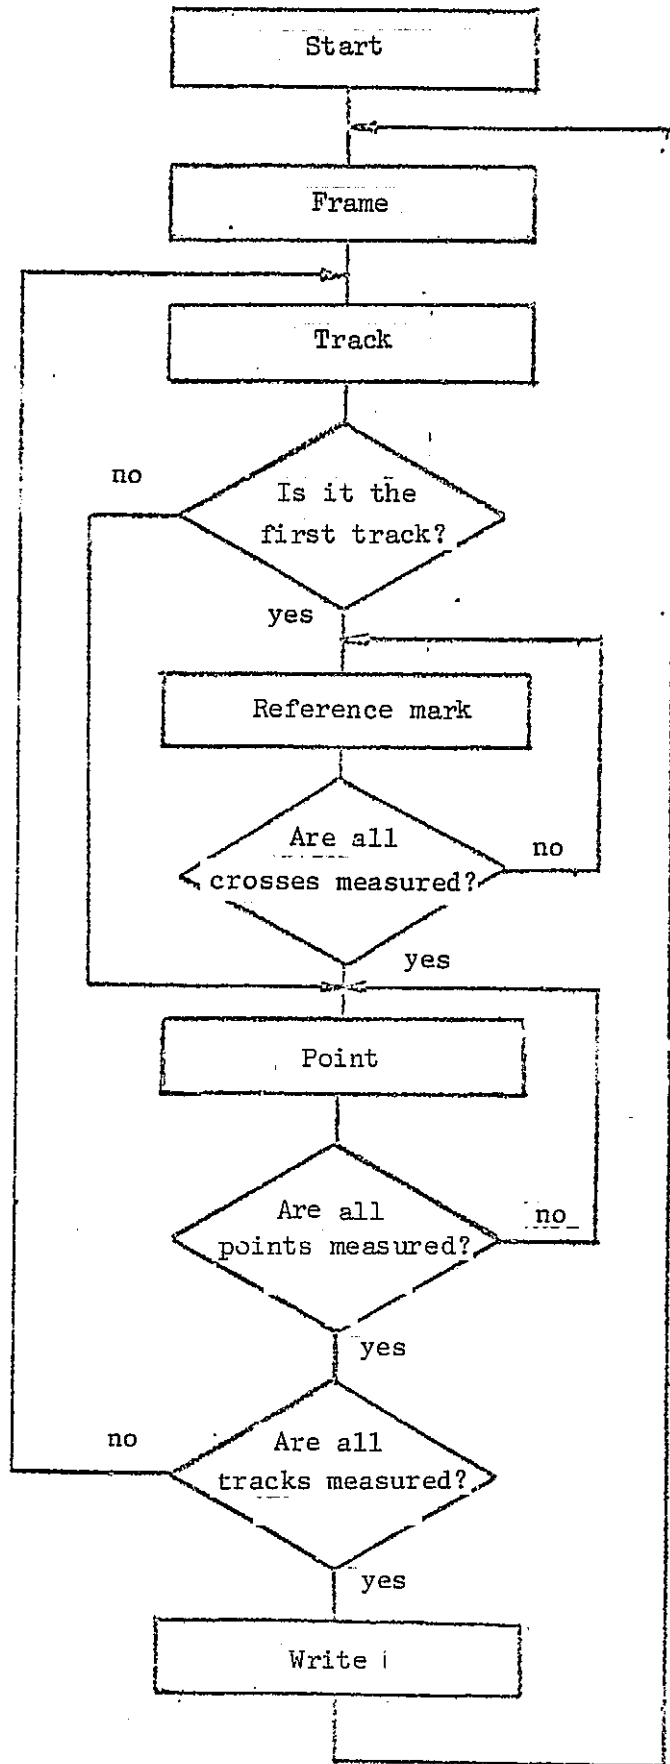 Start
Frame
Track
no
Is it the
first track?
yes
Reference mark
Are all
crosses measured?
no
yes
Point
Are all
points measured?
no
yes
no
Are all
tracks measured?
yes
Write